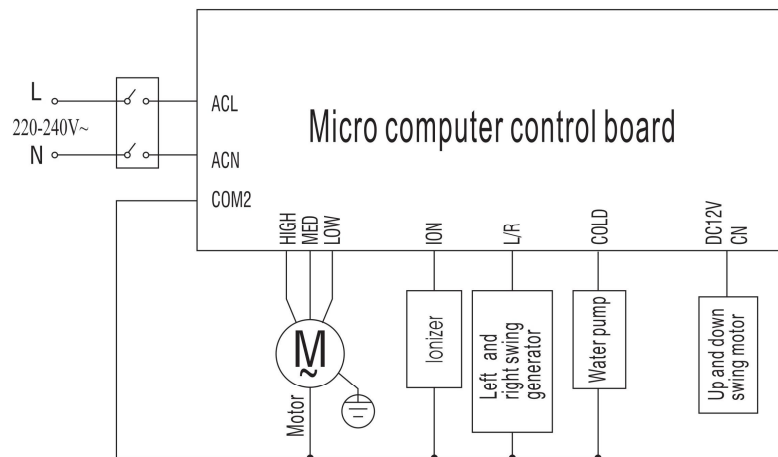 L
220-240V~
N
ACL
ACN
COM2
Micro computer control board
HIGH
MED
LOW
ION
L/R
COLD
DC12V
CN
M
~
Motor
Ionizer
Left and
right swing
generator
Water pump
Up and down
swing motor